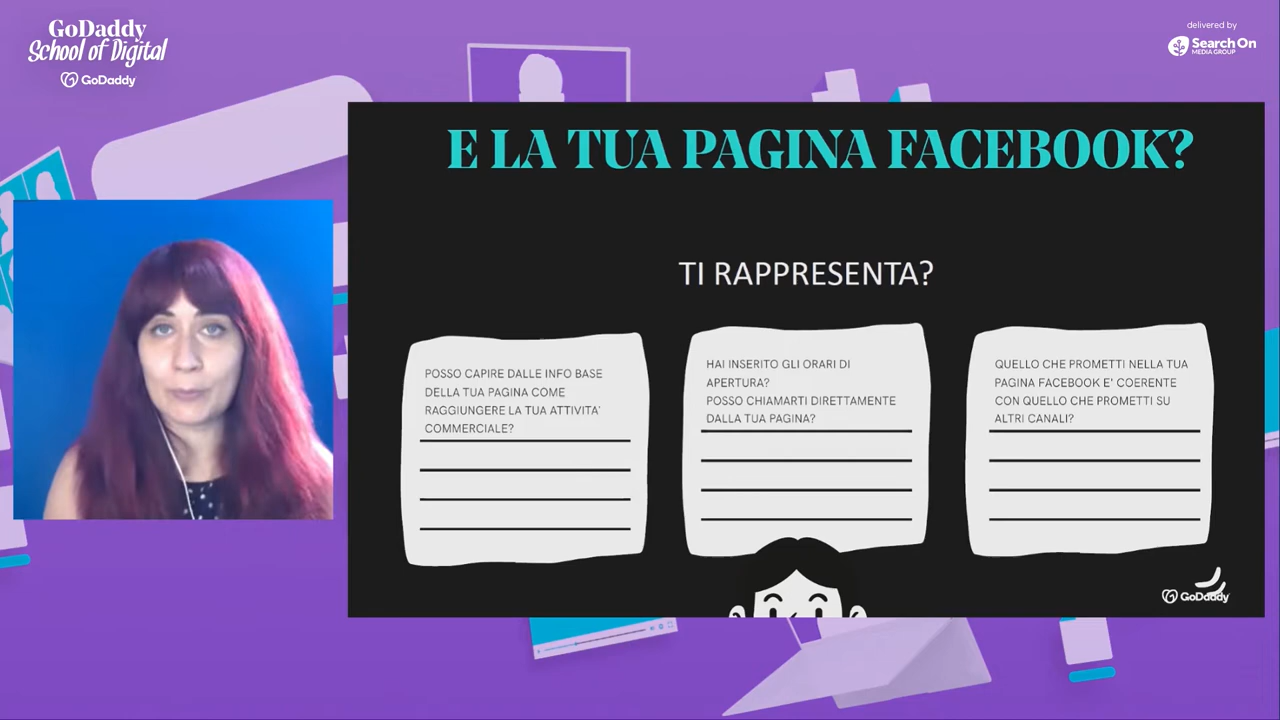 GoDaddy
School of Digital
GoDaddy
delivered by
Search On
MEDIA GROUP
E LA TUA PAGINA FACEBOOK?
TI RAPPRESENTA?
POSSO CAPIRE DALLE INFO BASE
DELLA TUA PAGINA COME
RAGGIUNGERE LA TUA ATTIVITA'
COMMERCIALE?
HAI INSERITO GLI ORARI DI
APERTURA?
POSSO CHIAMARTI DIRETTAMENTE
DALLA TUA PAGINA?
QUELLO CHE PROMETTI NELLA TUA
PAGINA FACEBOOK E' COERENTE
CON QUELLO CHE PROMETTI SU
ALTRI CANALI?
GoDaddy